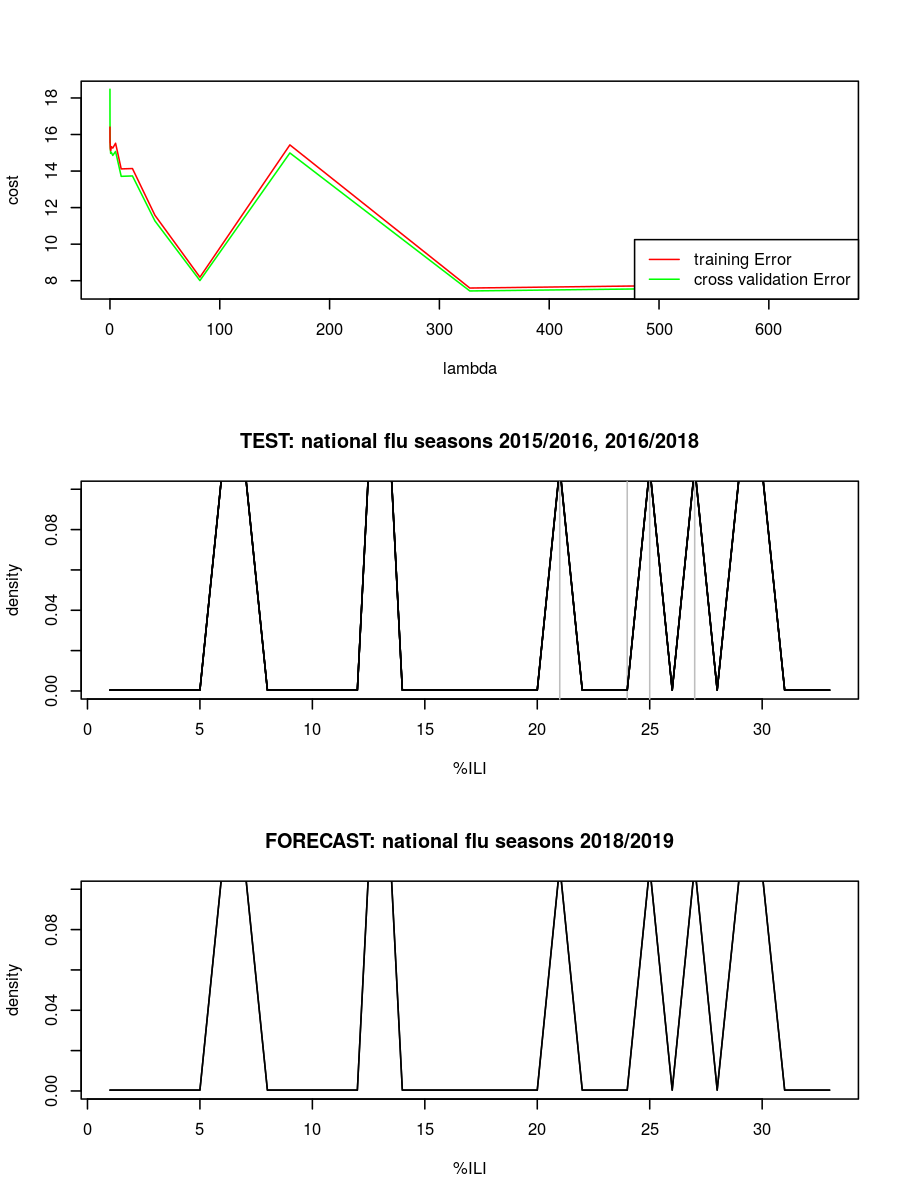 18
16
14
12
10
8
cost
training Error
cross validation Error
0 100 200 300 400 500 600
lambda
TEST: national flu seasons 2015/2016, 2016/2018
0.08
0.04
0.00
density
0 5 10 15 20 25 30
%ILI
FORECAST: national flu seasons 2018/2019
0.08
0.04
0.00
density
0 5 10 15 20 25 30
%ILI